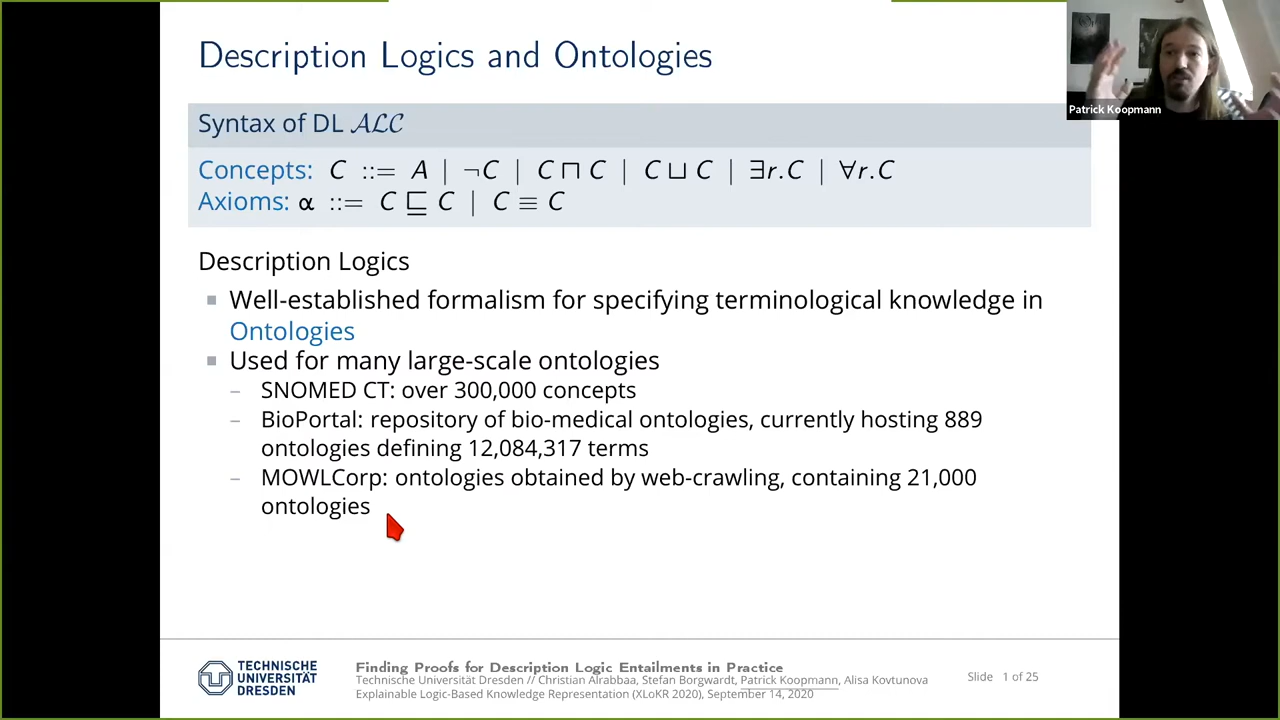 Description Logics and Ontologies
Patrick Koopmann
Syntax of DL ALC
Concepts: C ::= A | ¬C | C ⊓ C | C ⊔ C | ∃r.C | ∀r.C
Axioms: α ::= C ⊑ C | C ≡ C
Description Logics
Well-established formalism for specifying terminological knowledge in
Ontologies
Used for many large-scale ontologies
– SNOMED CT: over 300,000 concepts
– BioPortal: repository of bio-medical ontologies, currently hosting 889
ontologies defining 12,084,317 terms
– MOWLCorp: ontologies obtained by web-crawling, containing 21,000
ontologies
TECHNISCHE
UNIVERSITÄT
DRESDEN
Finding Proofs for Description Logic Entailments in Practice
Technische Universität Dresden // Christian Alrabbaa, Stefan Borgwardt, Patrick Koopmann, Alisa Kovtunova
Explainable Logic-Based Knowledge Representation (XLoKR 2020), September 14, 2020
Slide 1 of 25